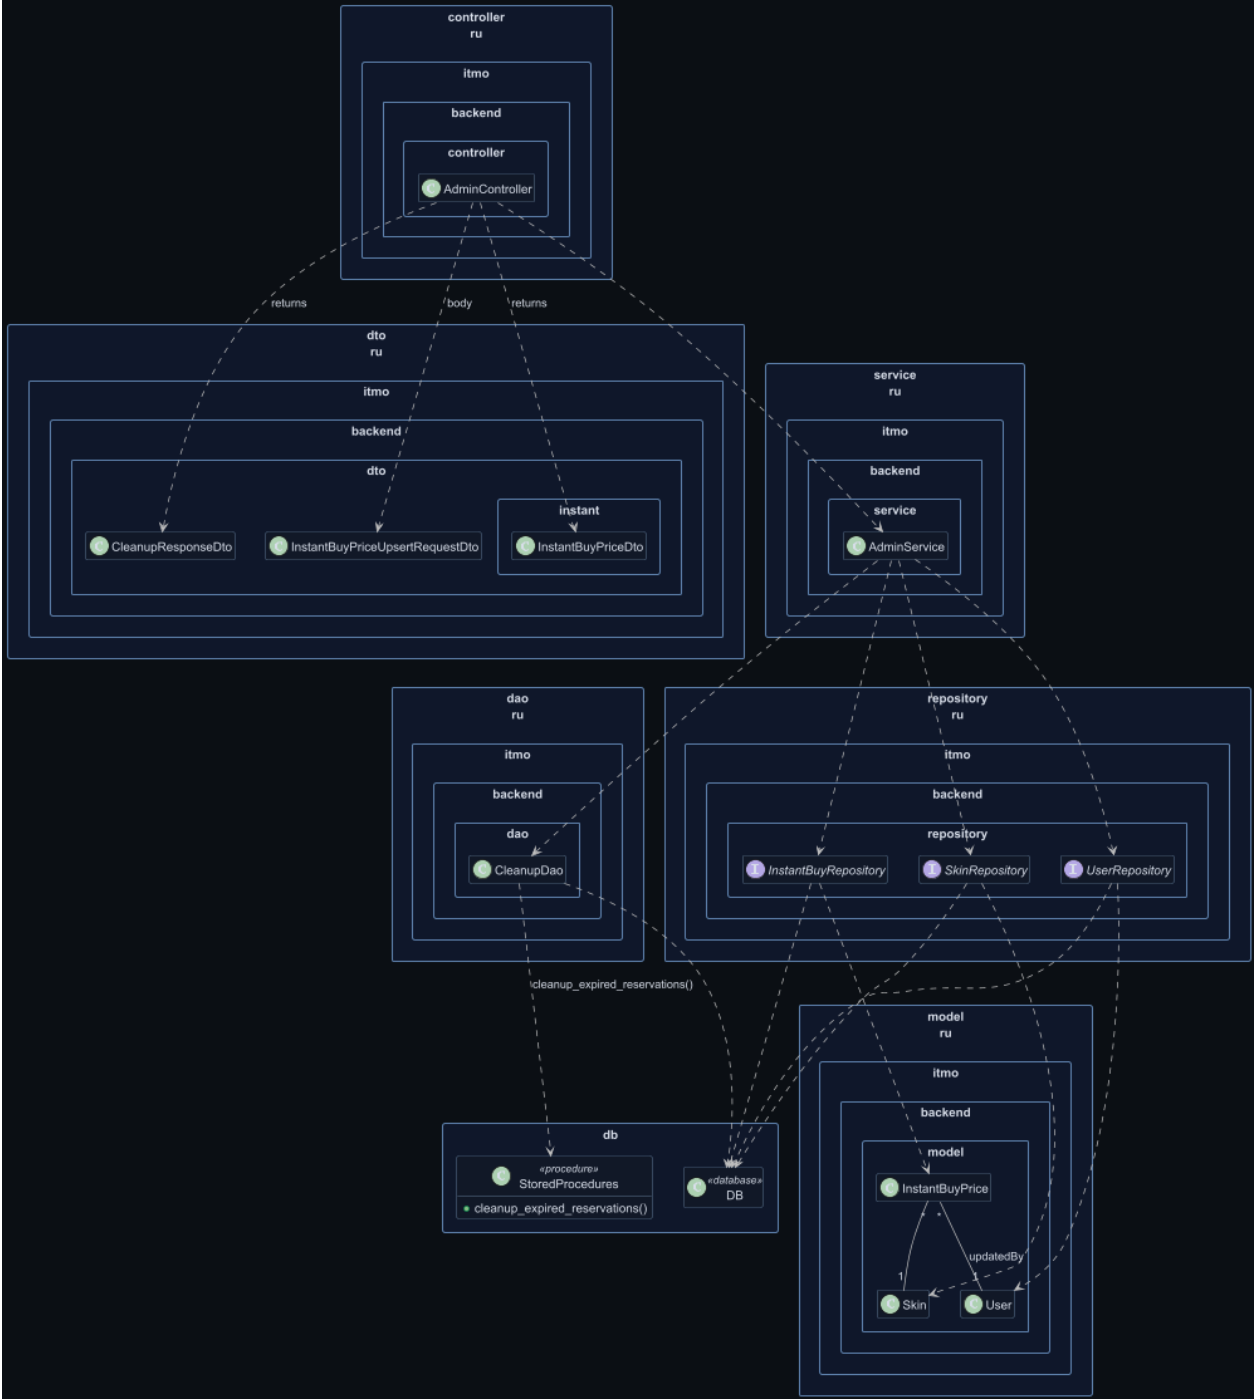 controller
ru
itmo
backend
controller
C AdminController
returns
body
returns
dto
ru
itmo
backend
dto
instant
C CleanupResponseDto
C InstantBuyPriceUpsertRequestDto
C InstantBuyPriceDto
service
ru
itmo
backend
service
C AdminService
dao
ru
itmo
backend
dao
C CleanupDao
repository
ru
itmo
backend
repository
I InstantBuyRepository
I SkinRepository
I UserRepository
cleanup_expired_reservations()
db
C «procedure»
StoredProcedures
cleanup_expired_reservations()
C «database»
DB
model
ru
itmo
backend
model
C InstantBuyPrice
* *
updatedBy
1 1
C Skin
C User